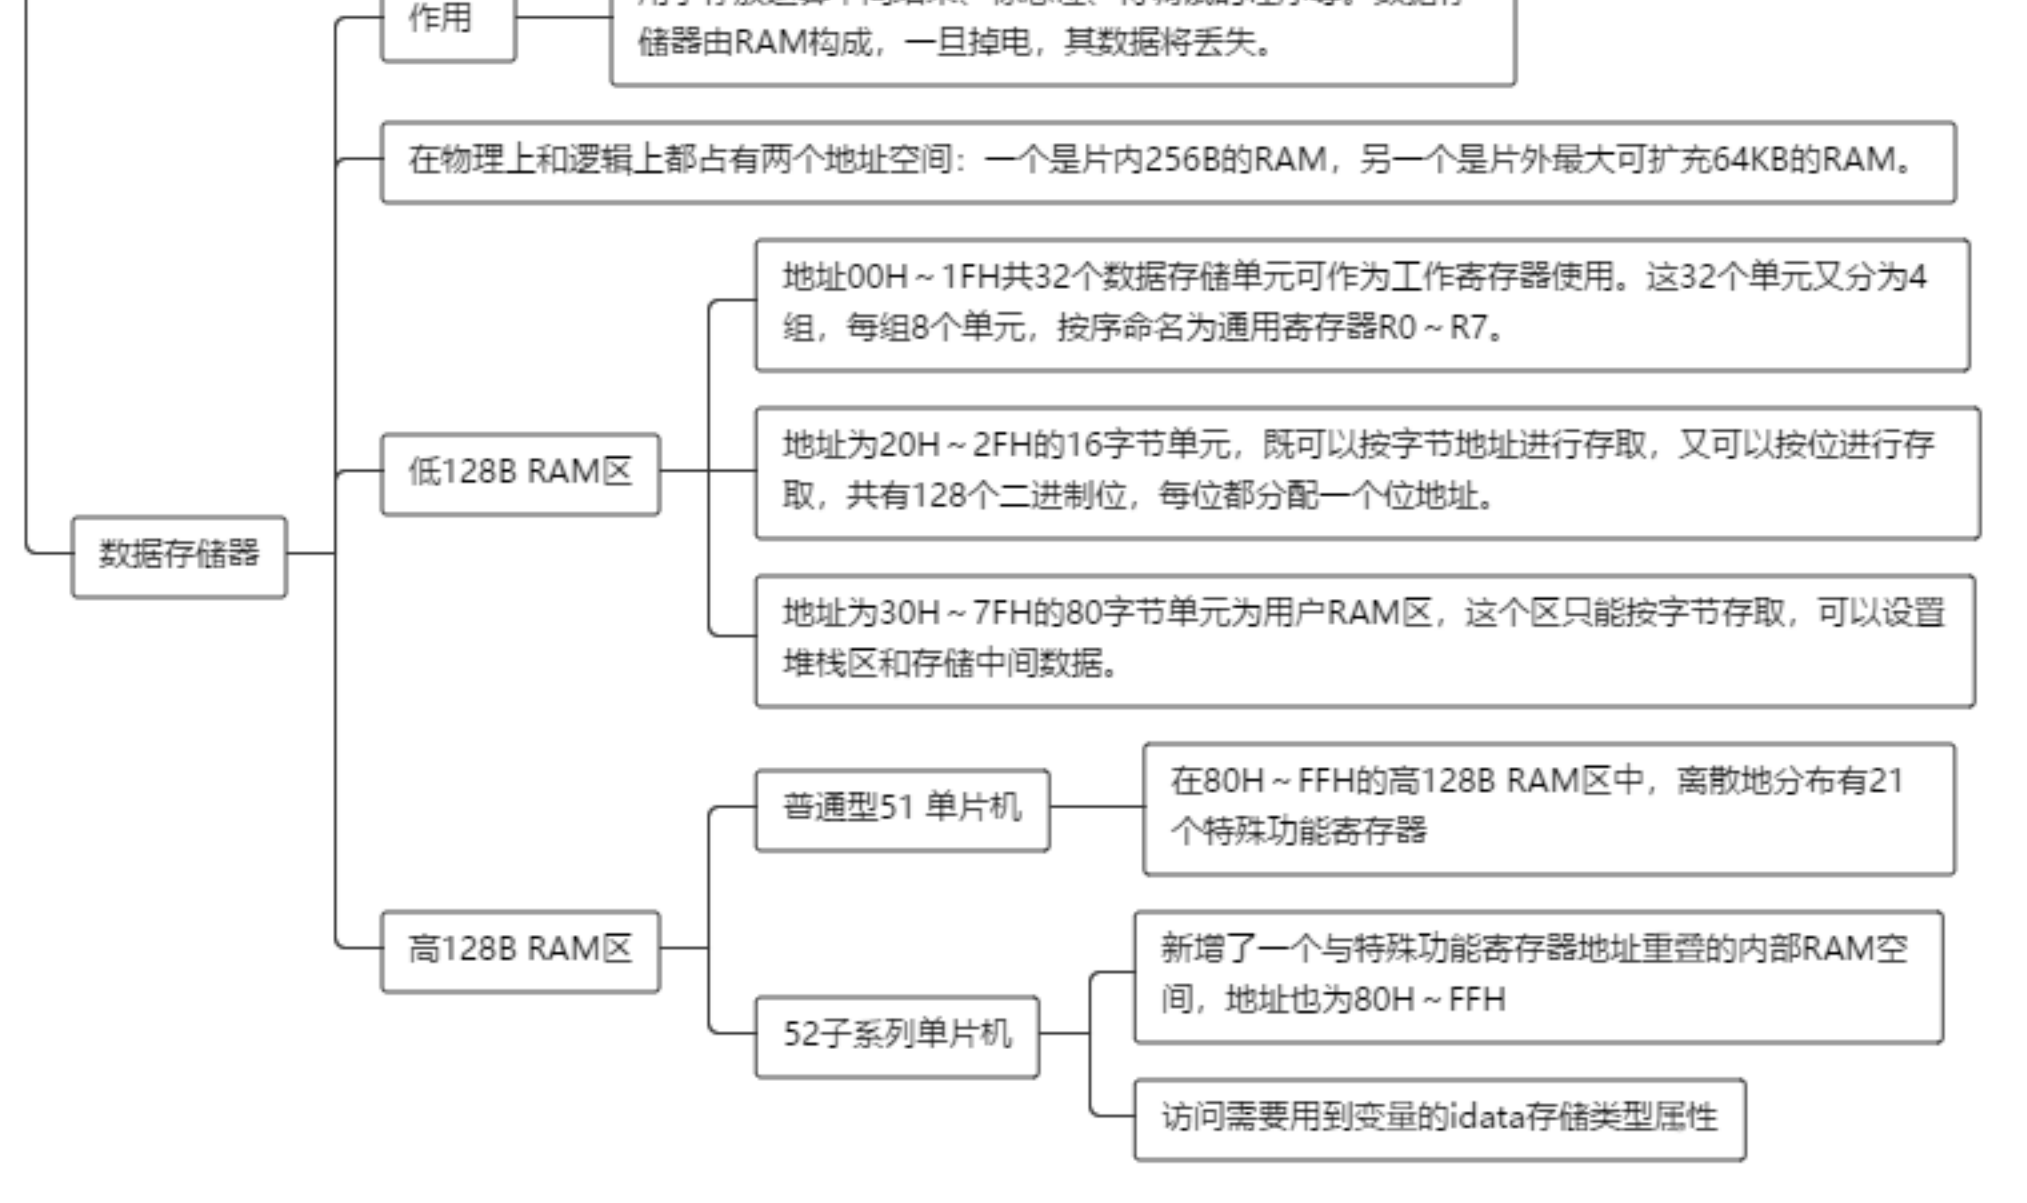 作用
储器由RAM构成，一旦掉电，其数据将丢失。
在物理上和逻辑上都占有两个地址空间：一个是片内256B的RAM，另一个是片外最大可扩充64KB的RAM。
地址00H～1FH共32个数据存储单元可作为工作寄存器使用。这32个单元又分为4
组，每组8个单元，按序命名为通用寄存器R0～R7。
低128B RAM区
地址为20H～2FH的16字节单元，既可以按字节地址进行存取，又可以按位进行存
取，共有128个二进制位，每位都分配一个位地址。
数据存储器
地址为30H～7FH的80字节单元为用户RAM区，这个区只能按字节存取，可以设置
堆栈区和存储中间数据。
普通型51 单片机
在80H～FFH的高128B RAM区中，离散地分布有21
个特殊功能寄存器
高128B RAM区
新增了一个与特殊功能寄存器地址重叠的内部RAM空
间，地址也为80H～FFH
52子系列单片机
访问需要用到变量的idata存储类型属性